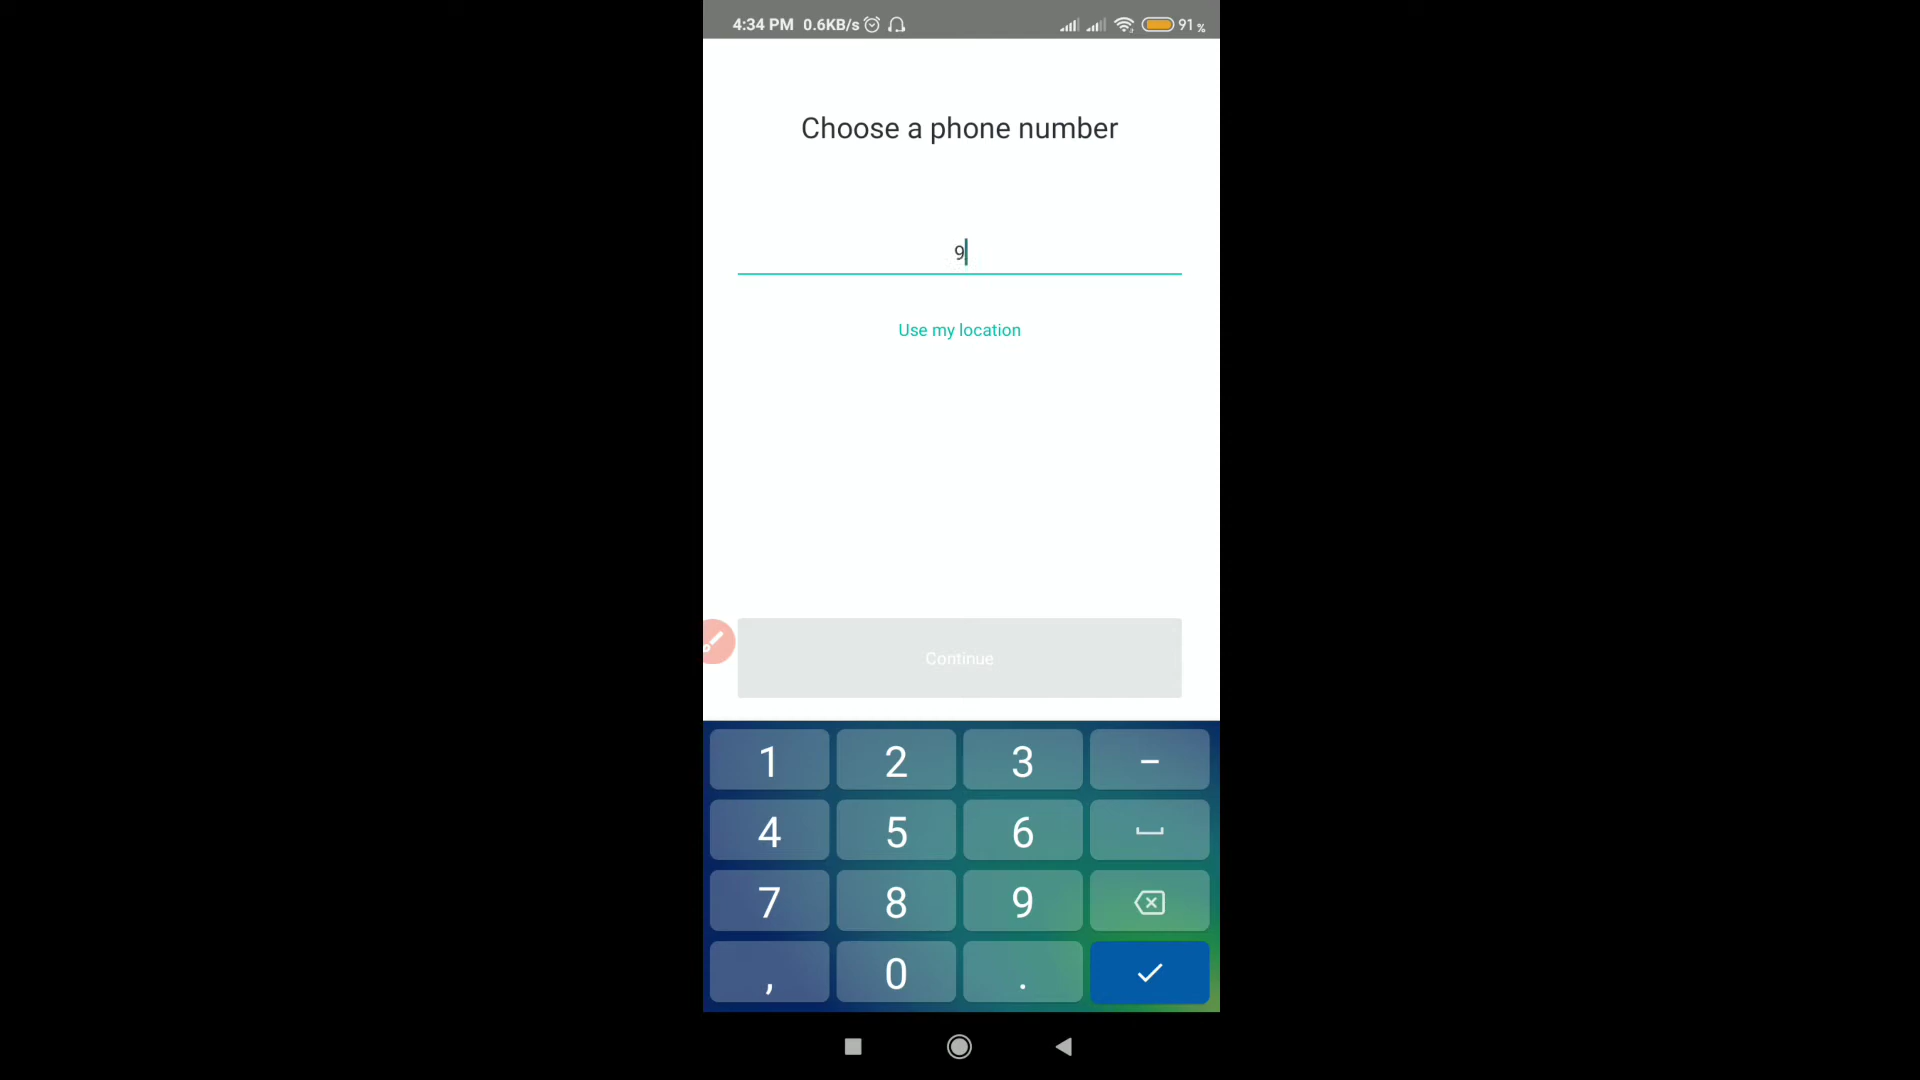 4:34 PM 0.6KB/s 91 %
Choose a phone number
9
Use my location
Continue
1 2 3 -
4 5 6
7 8 9
, 0 .